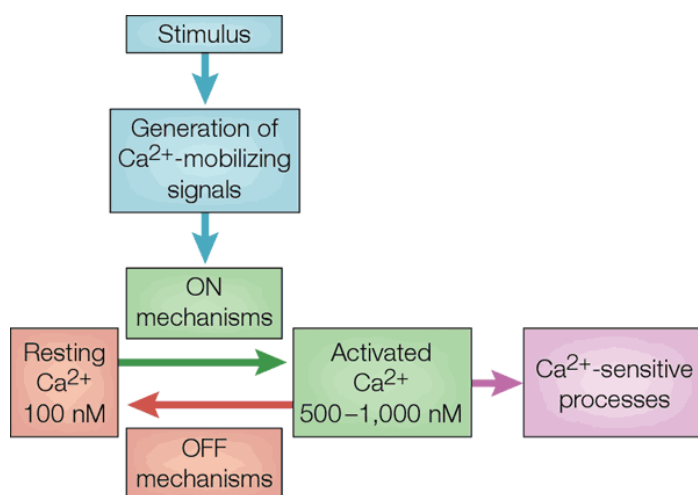 Stimulus
Generation of
Ca²⁺-mobilizing
signals
ON
mechanisms
Resting
Ca²⁺
100 nM
Activated
Ca²⁺
500–1,000 nM
Ca²⁺-sensitive
processes
OFF
mechanisms